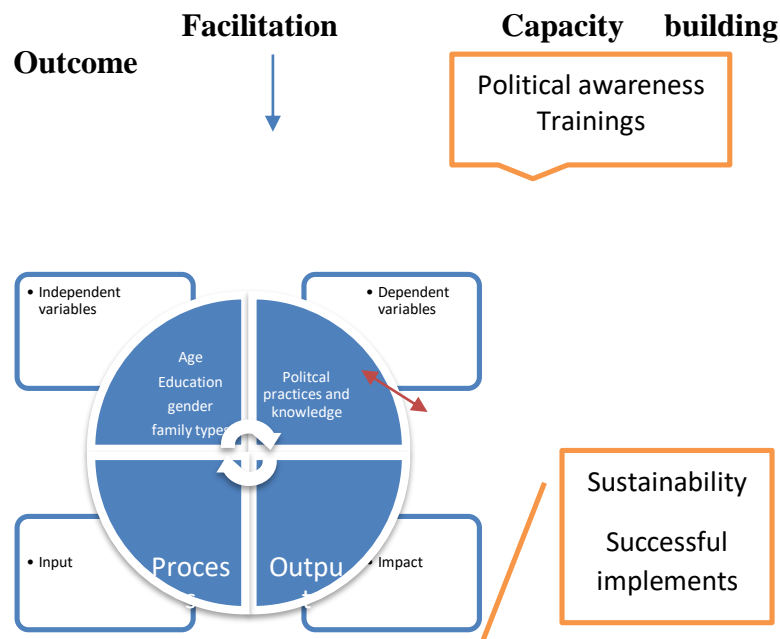 Facilitation Capacity building
Outcome
Political awareness
Trainings
• Independent
variables
• Dependent
variables
Age
Education
gender
family types
Politcal
practices and
knowledge
• Input
Proces
s
Outpu
t
• Impact
Sustainability
Successful
implements